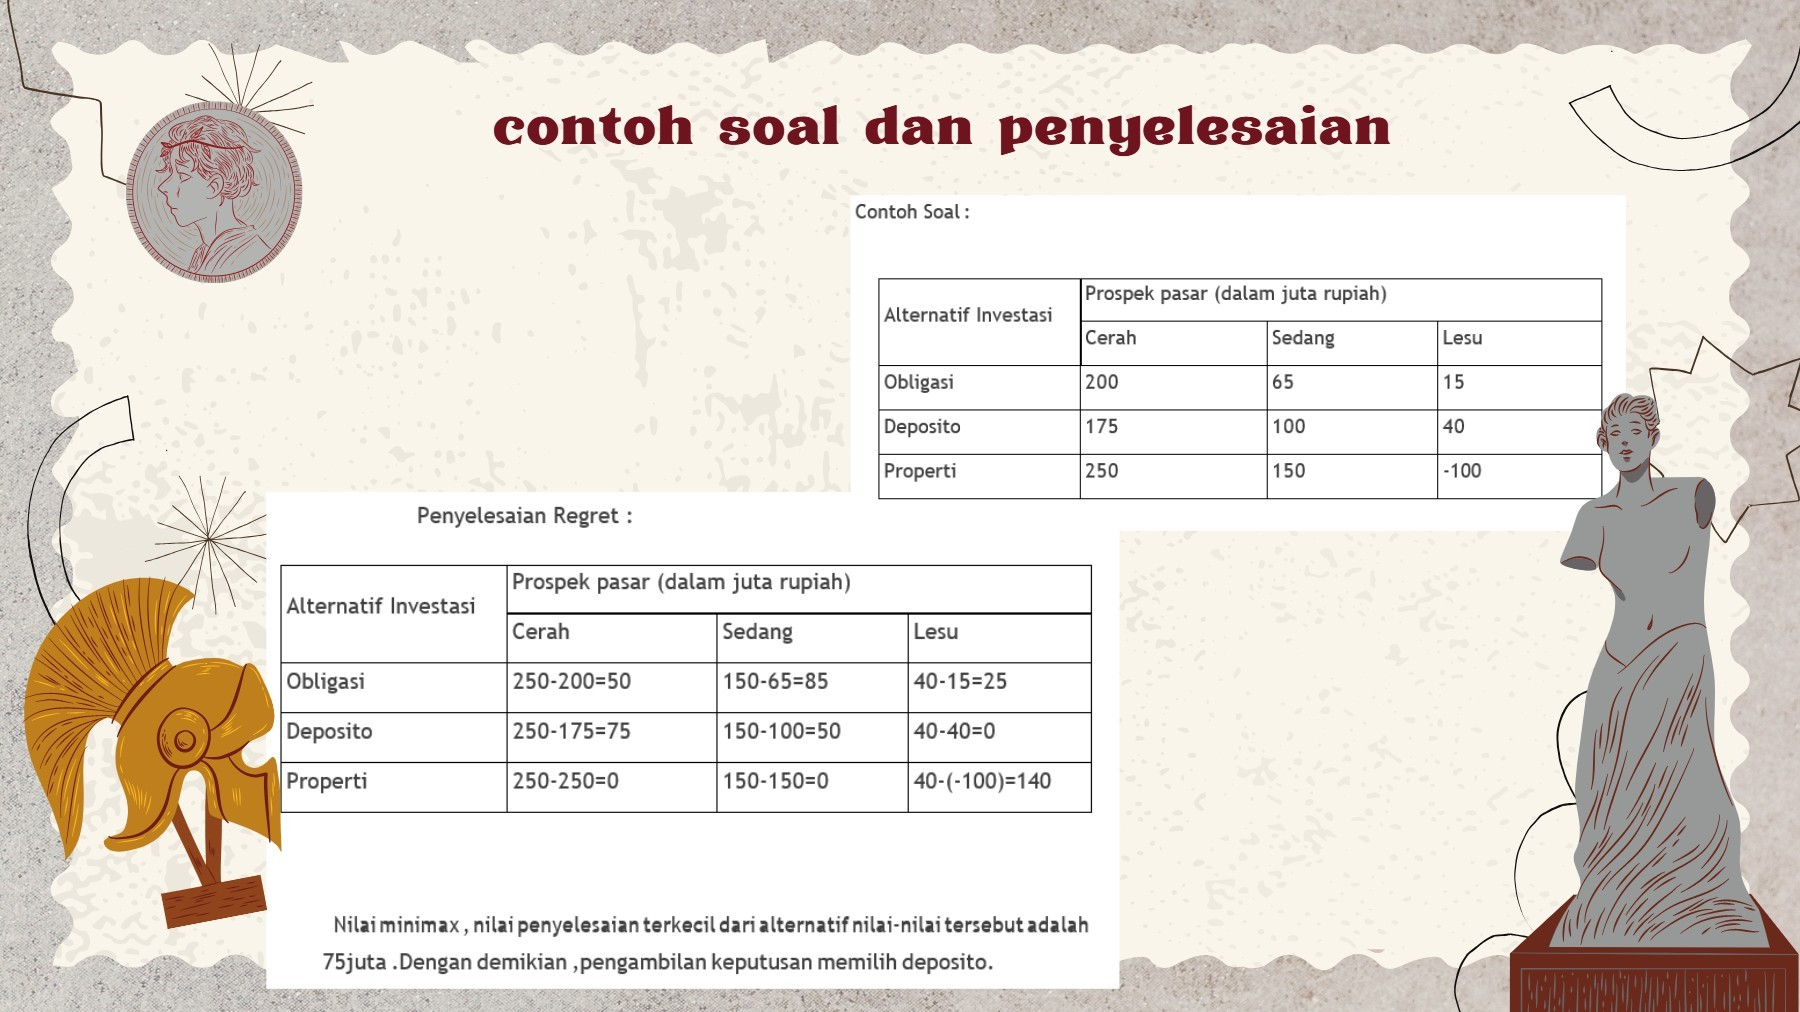 contoh soal dan penyelesaian
Contoh Soal :
Alternatif Investasi
Prospek pasar (dalam juta rupiah)
Cerah Sedang Lesu
Obligasi 200 65 15
Deposito 175 100 40
Properti 250 150 -100
Penyelesaian Regret :
Alternatif Investasi
Prospek pasar (dalam juta rupiah)
Cerah Sedang Lesu
Obligasi 250-200=50 150-65=85 40-15=25
Deposito 250-175=75 150-100=50 40-40=0
Properti 250-250=0 150-150=0 40-(-100)=140
Nilai minimax , nilai penyelesaian terkecil dari alternatif nilai-nilai tersebut adalah
75juta .Dengan demikian ,pengambilan keputusan memilih deposito.